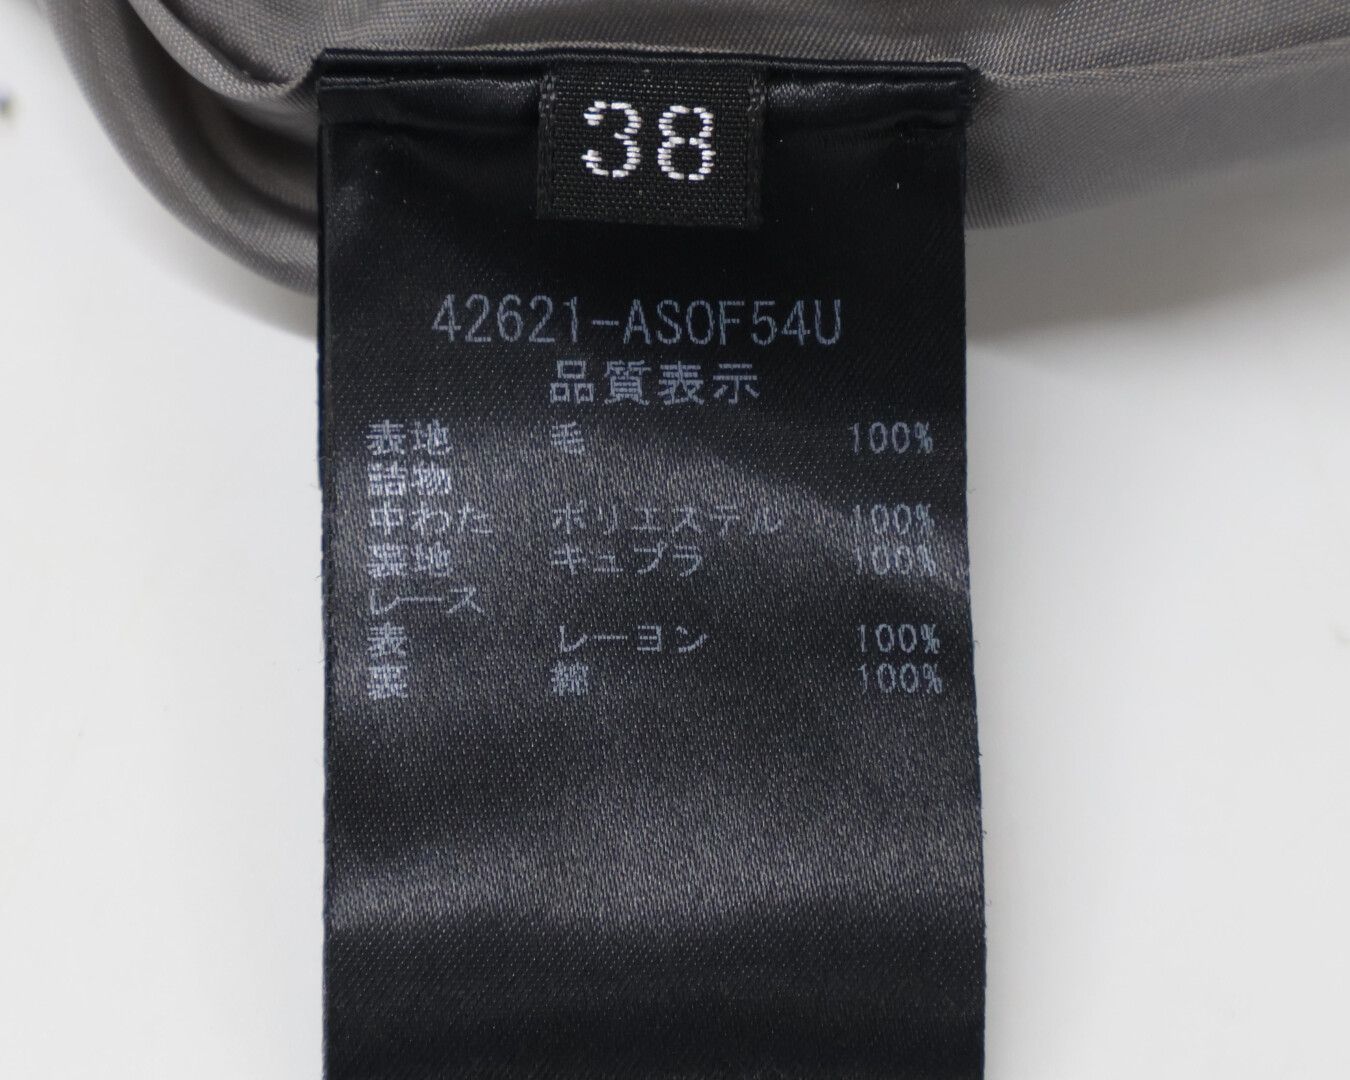 38
42621-ASOF54U
品質表示
表地 毛 100%
詰物
中わた ポリエステル 100%
裏地 キュプラ 100%
レース
表 レーヨン 100%
裏 綿 100%